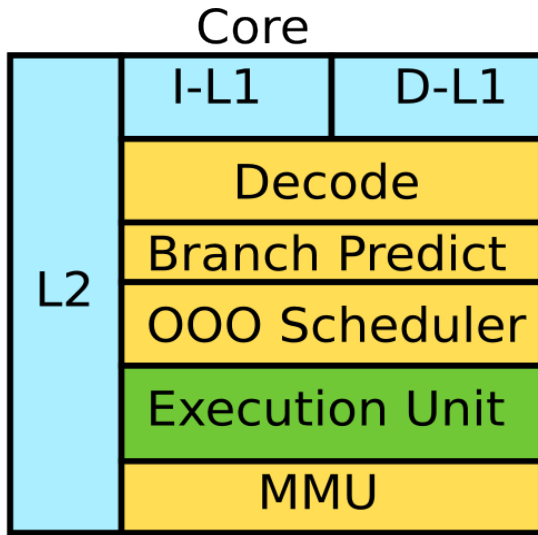 Core
I-L1 D-L1
Decode
Branch Predict
L2
OOO Scheduler
Execution Unit
MMU